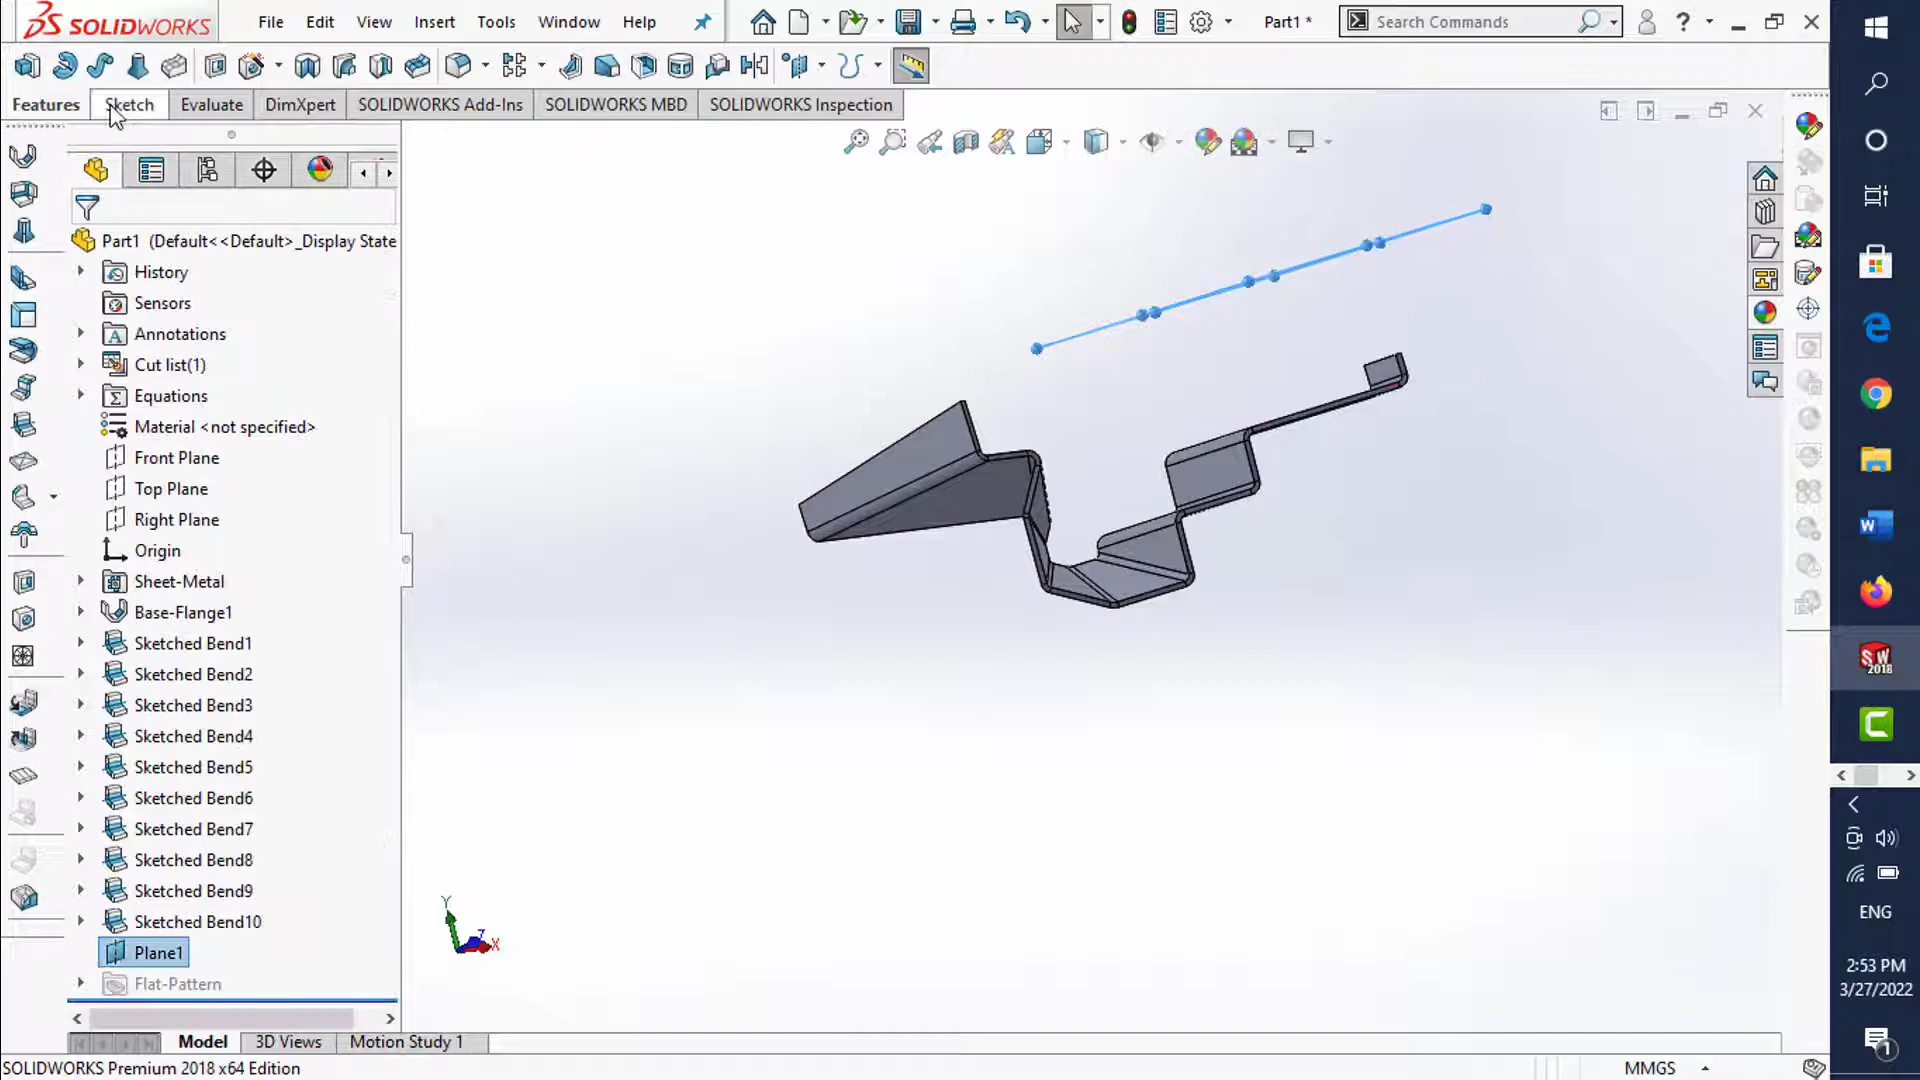 SOLIDWORKS File Edit View Insert Tools Window Help Part1 * Search Commands ?
Features Sketch Evaluate DimXpert SOLIDWORKS Add-Ins SOLIDWORKS MBD SOLIDWORKS Inspection
Part1 (Default<<Default>_Display State
History
Sensors
Annotations
Cut list(1)
Equations
Material <not specified>
Front Plane
Top Plane
Right Plane
Origin
Sheet-Metal
Base-Flange1
Sketched Bend1
Sketched Bend2
Sketched Bend3
Sketched Bend4
Sketched Bend5
Sketched Bend6
Sketched Bend7
Sketched Bend8
Sketched Bend9
Sketched Bend10
Plane1
Flat-Pattern
Y
Z
X
Model 3D Views Motion Study 1
SOLIDWORKS Premium 2018 x64 Edition
MMGS
SW
2018
ENG
2:53 PM
3/27/2022
1